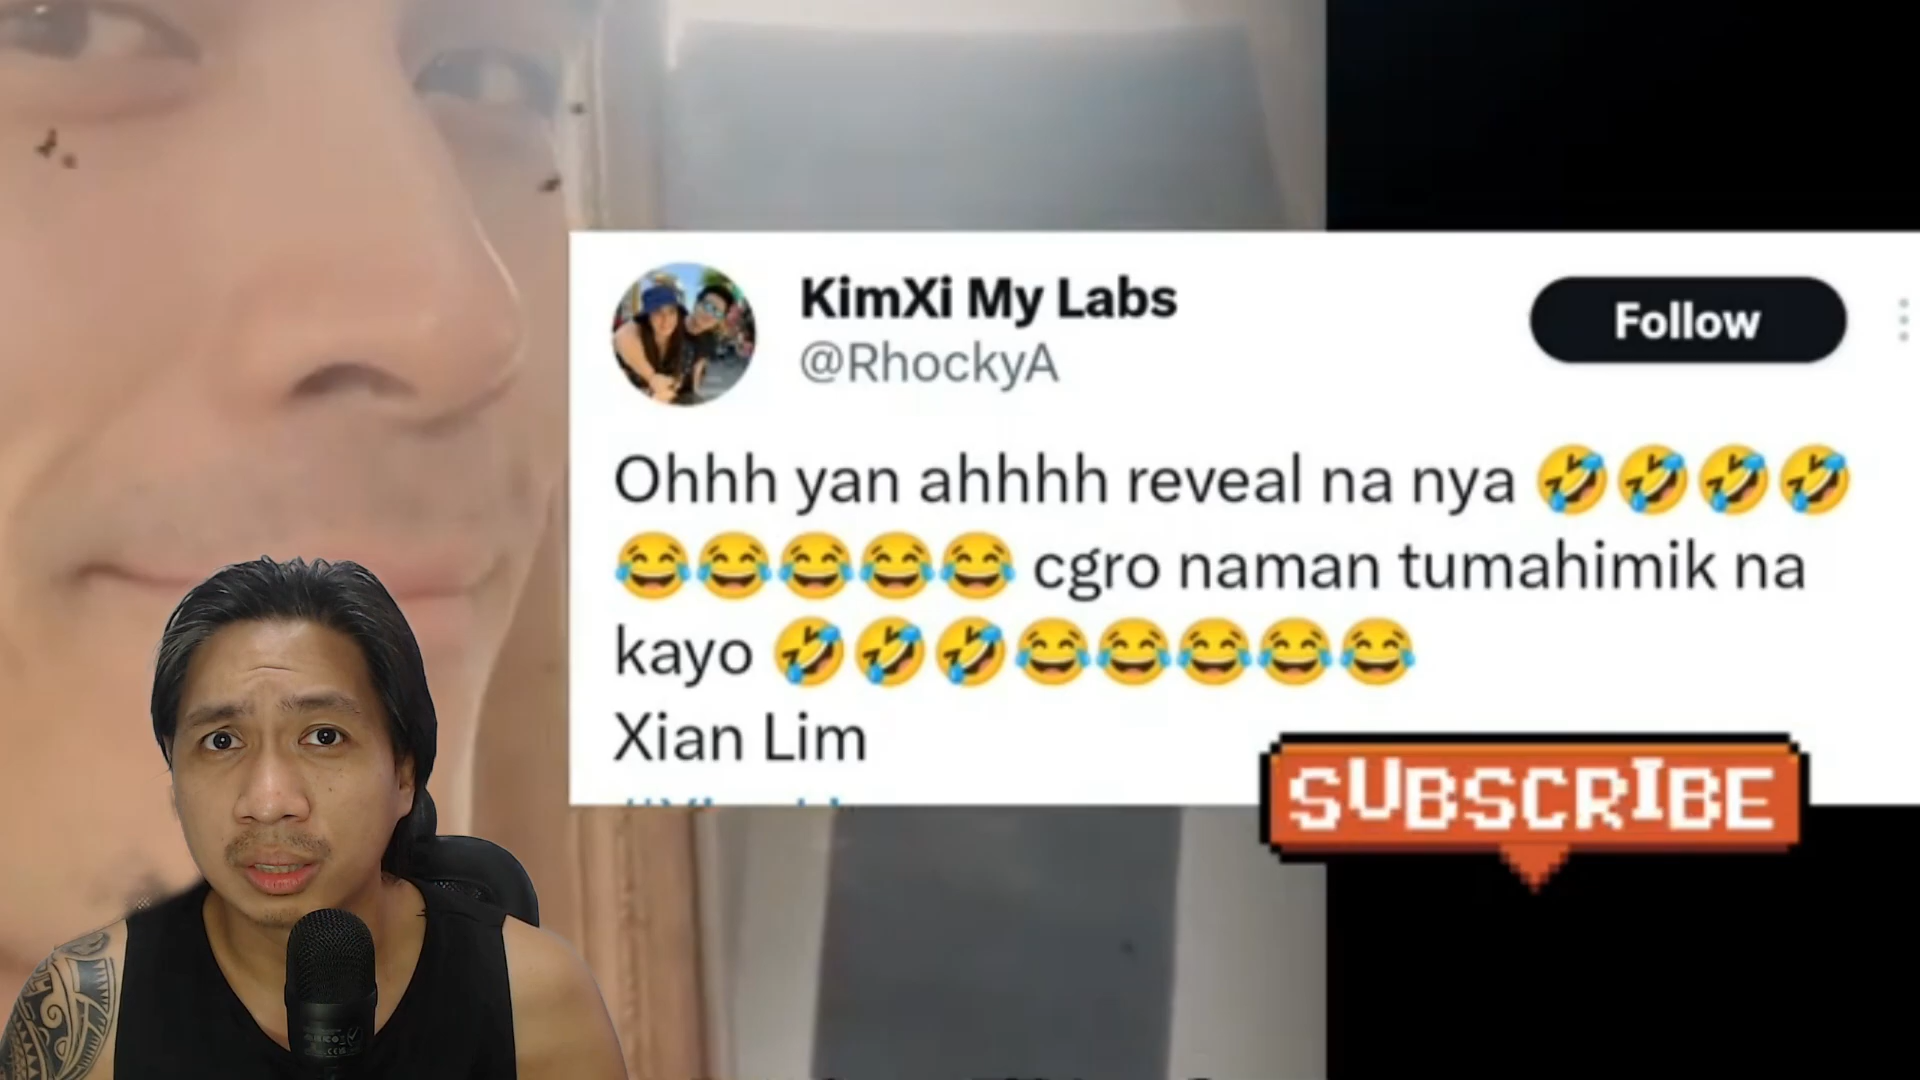 KimXi My Labs
@RhockyA
Follow
Ohhh yan ahhhh reveal na nya 🤣🤣🤣🤣
😂😂😂😂😂 cgro naman tumahimik na
kayo 🤣🤣🤣😂😂😂😂😂
Xian Lim
SUBSCRIBE